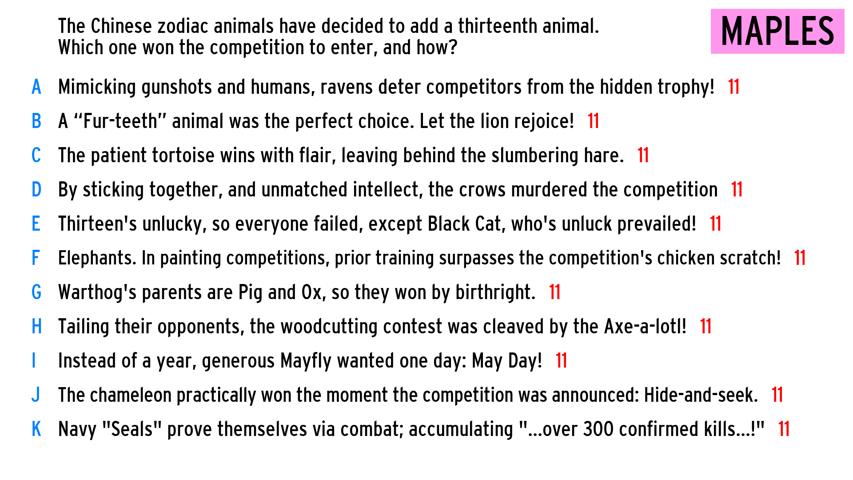 The Chinese zodiac animals have decided to add a thirteenth animal.
Which one won the competition to enter, and how?
MAPLES
A Mimicking gunshots and humans, ravens deter competitors from the hidden trophy! 11
B A “Fur-teeth” animal was the perfect choice. Let the lion rejoice! 11
C The patient tortoise wins with flair, leaving behind the slumbering hare. 11
D By sticking together, and unmatched intellect, the crows murdered the competition 11
E Thirteen's unlucky, so everyone failed, except Black Cat, who's unluck prevailed! 11
F Elephants. In painting competitions, prior training surpasses the competition's chicken scratch! 11
G Warthog's parents are Pig and Ox, so they won by birthright. 11
H Tailing their opponents, the woodcutting contest was cleaved by the Axe-a-lotl! 11
I Instead of a year, generous Mayfly wanted one day: May Day! 11
J The chameleon practically won the moment the competition was announced: Hide-and-seek. 11
K Navy "Seals" prove themselves via combat; accumulating "...over 300 confirmed kills...!" 11